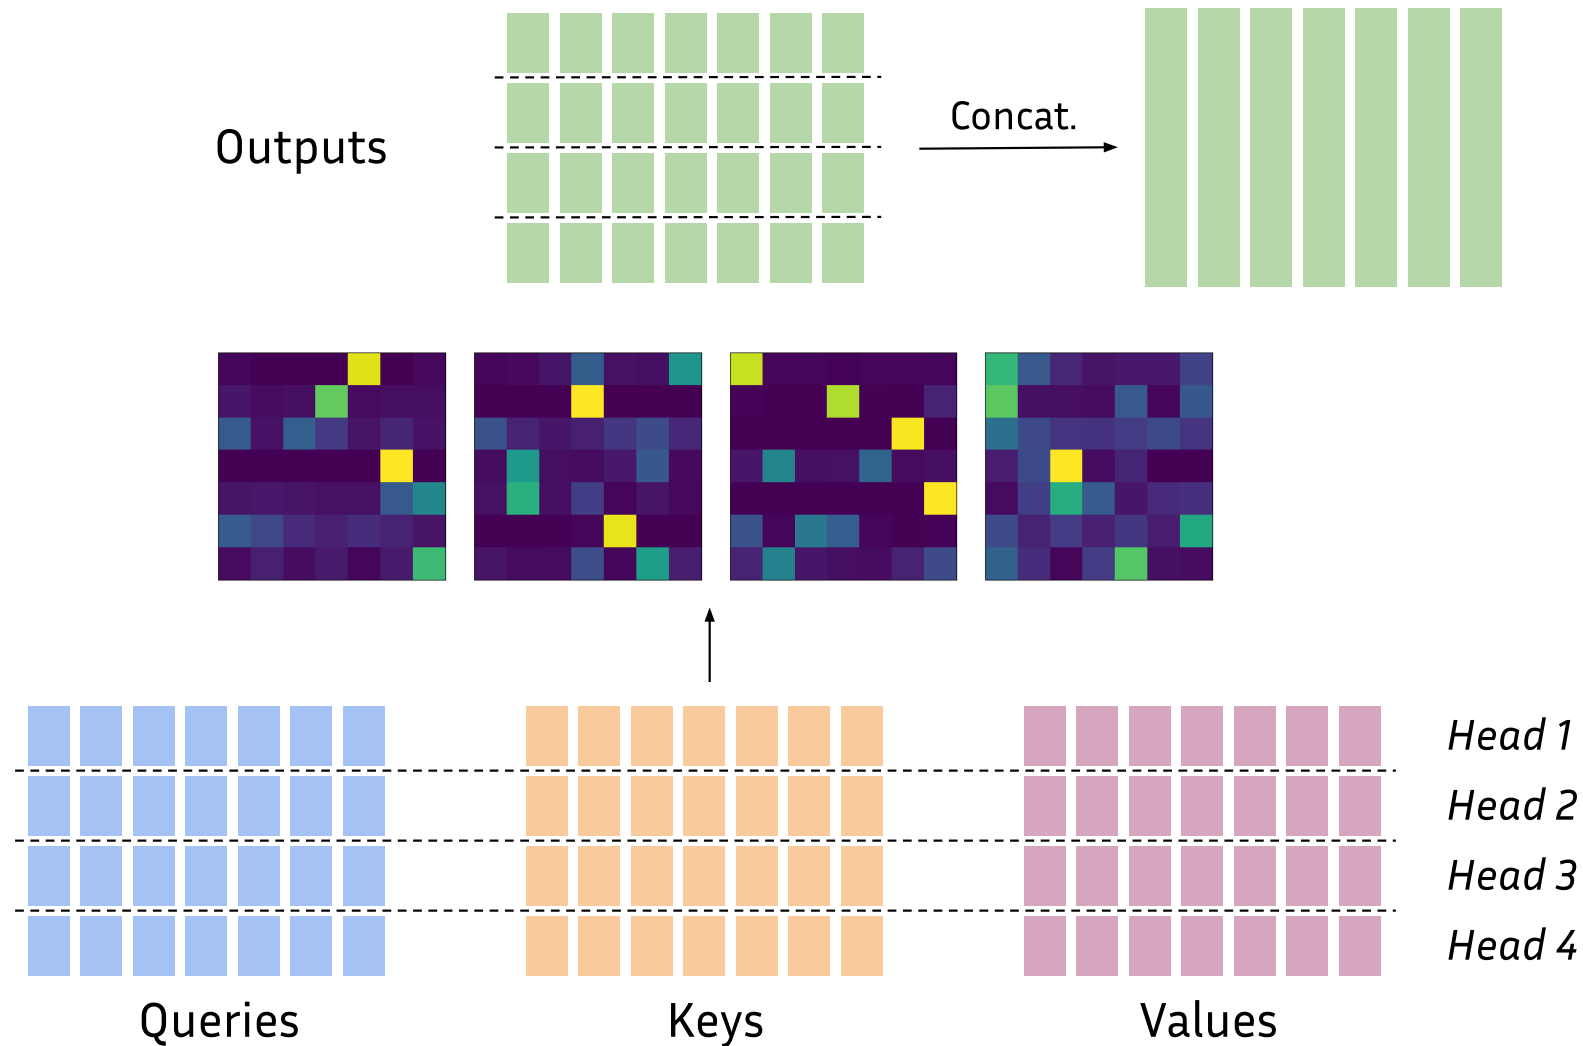 Outputs
Concat.
Head 1
Head 2
Head 3
Head 4
Queries
Keys
Values